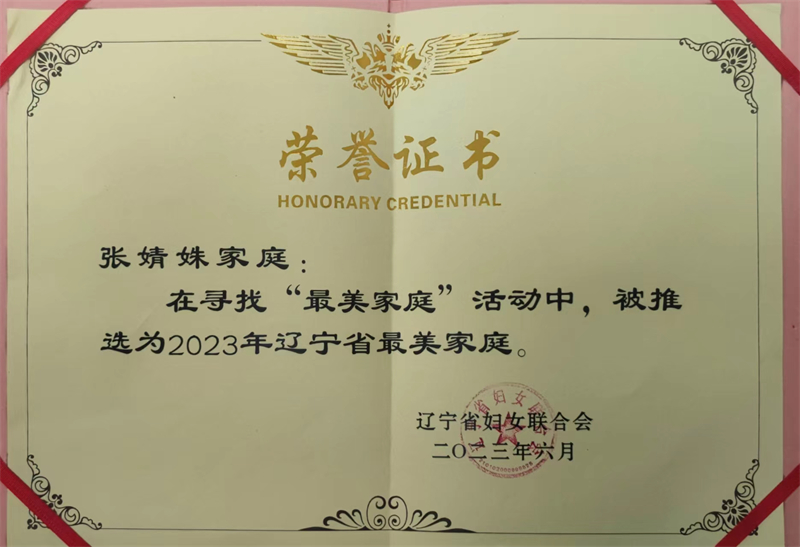 荣誉证书
HONORARY CREDENTIAL
张婧姝家庭：
在寻找“最美家庭”活动中，被推
选为2023年辽宁省最美家庭。
辽宁省妇女联合会
二〇二三年六月